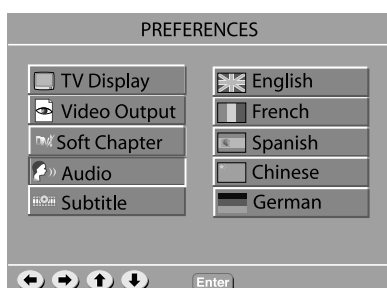 PREFERENCES
TV Display
Video Output
Soft Chapter
Audio
Subtitle
English
French
Spanish
Chinese
German
Enter